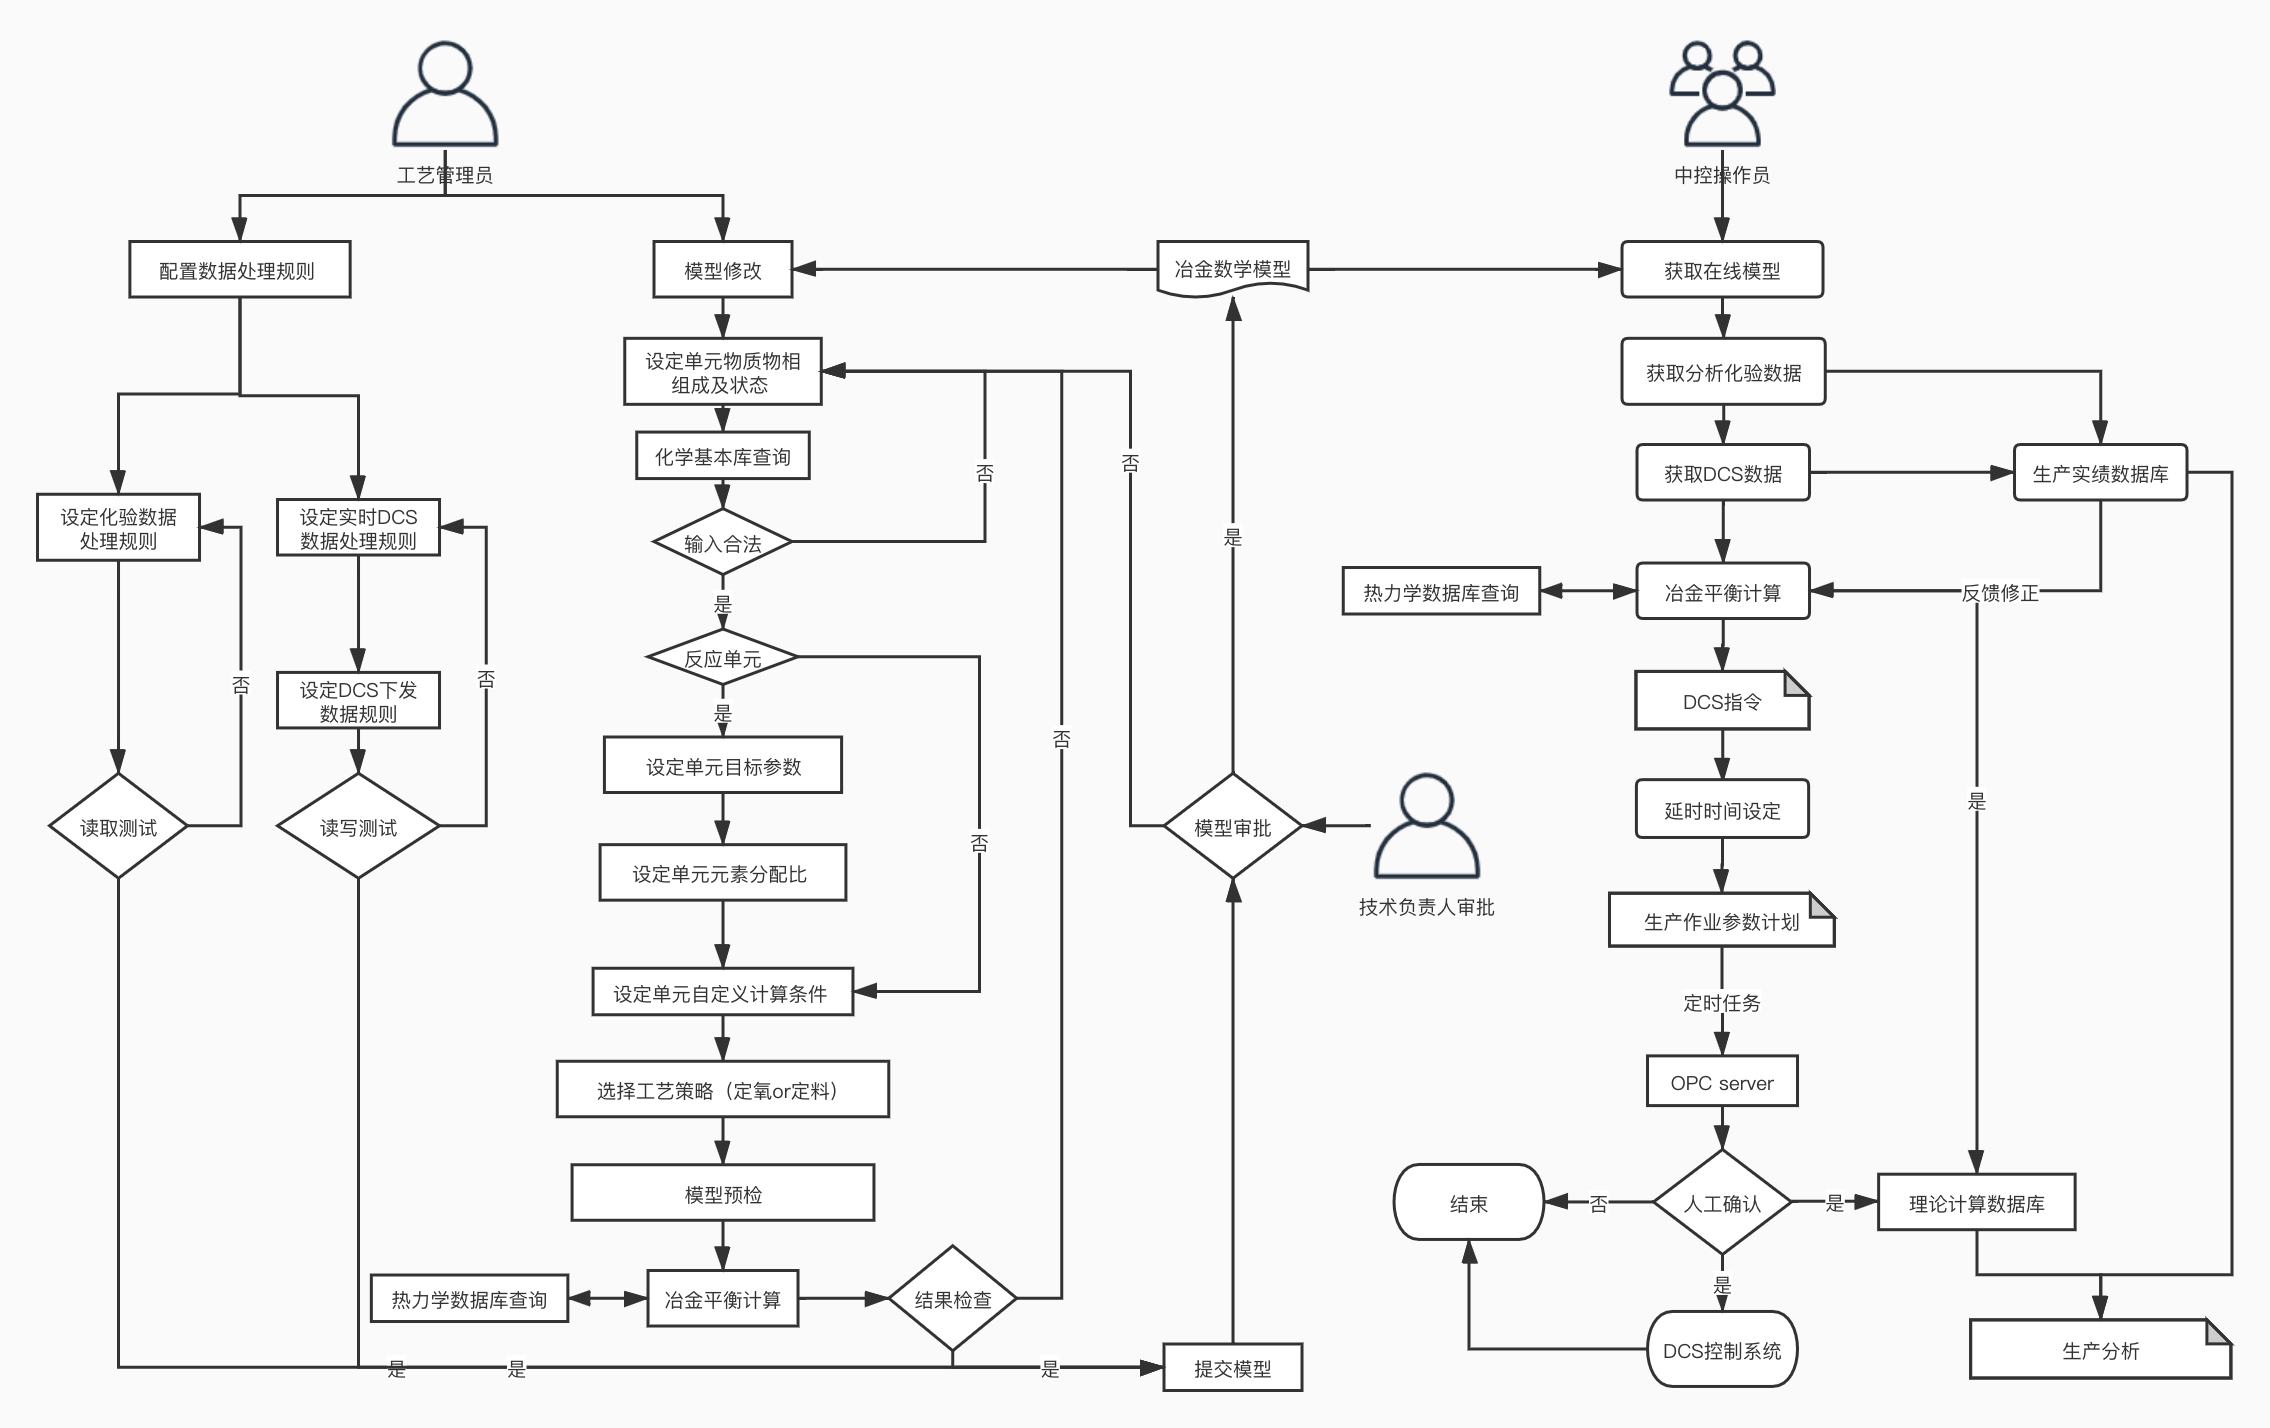 工艺管理员
中控操作员
配置数据处理规则
模型修改
冶金数学模型
获取在线模型
设定单元物质物相
组成及状态
获取分析化验数据
化学基本库查询
否
否
获取DCS数据
生产实绩数据库
设定化验数据
处理规则
设定实时DCS
数据处理规则
输入合法
是
是
热力学数据库查询
冶金平衡计算
反馈修正
反应单元
否
否
设定DCS下发
数据规则
是
否
DCS指令
设定单元目标参数
延时时间设定
是
读取测试
读写测试
否
模型审批
设定单元元素分配比
技术负责人审批
生产作业参数计划
设定单元自定义计算条件
定时任务
选择工艺策略（定氧or定料）
OPC server
模型预检
结束
否
人工确认
是
理论计算数据库
热力学数据库查询
冶金平衡计算
结果检查
是
是
是
是
提交模型
DCS控制系统
生产分析